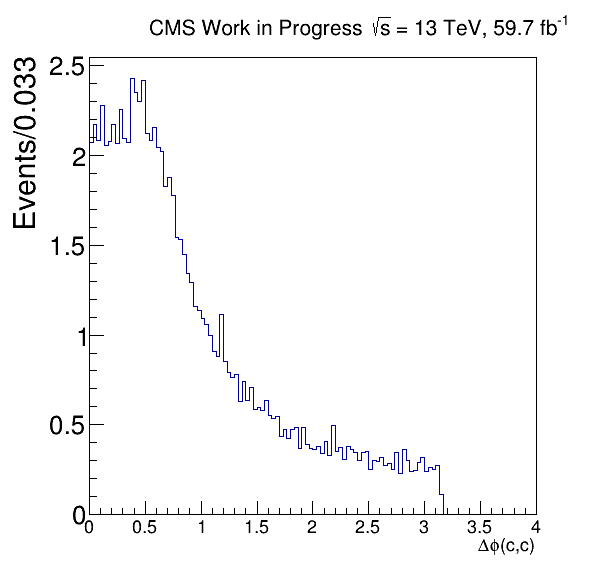 CMS Work in Progress √s = 13 TeV, 59.7 fb⁻¹
Events/0.033
2.5
2
1.5
1
0.5
0
0 0.5 1 1.5 2 2.5 3 3.5 4
Δϕ(c,c)